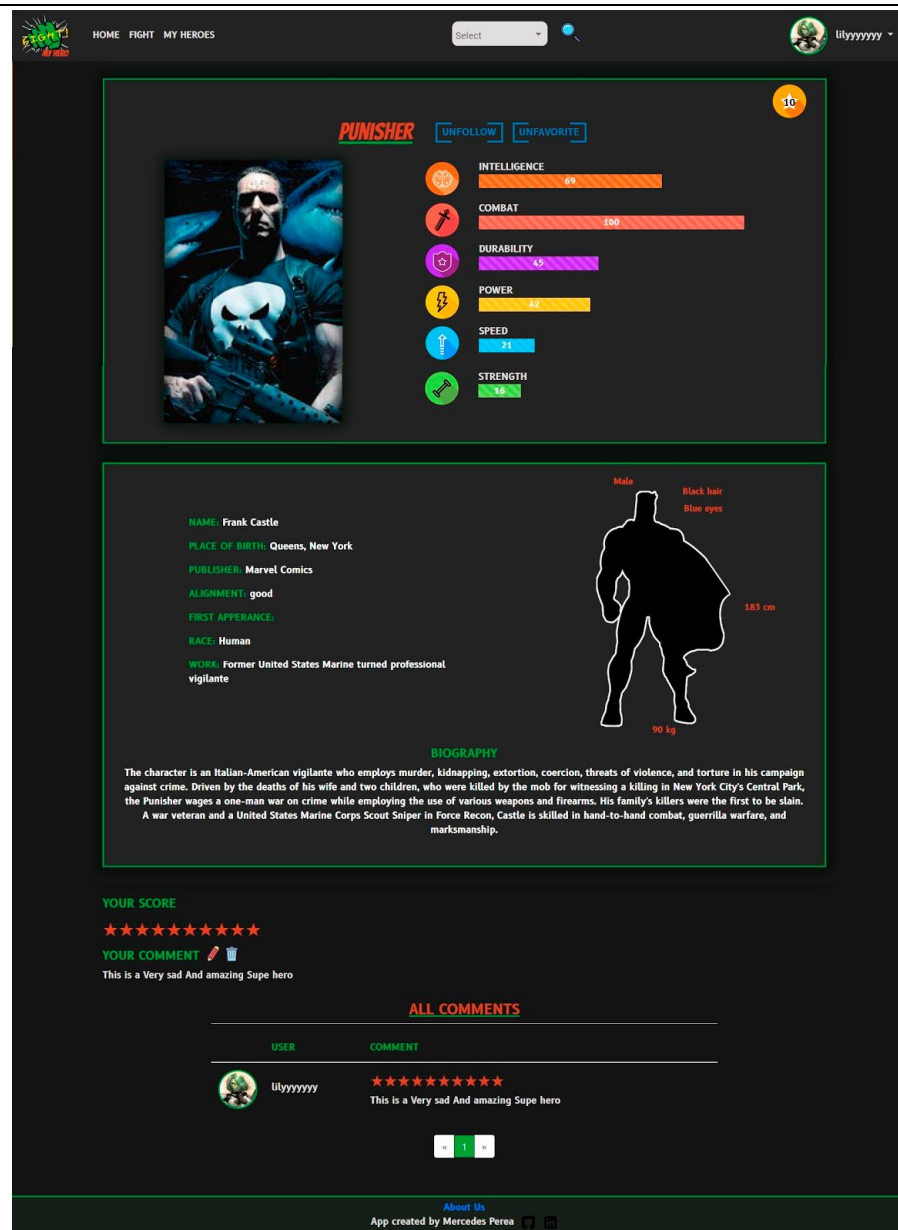 FIGHT!
MY HERO
HOME FIGHT MY HEROES
Select
lilyyyyyy
10
PUNISHER
UNFOLLOW
UNFAVORITE
INTELLIGENCE
69
COMBAT
100
DURABILITY
45
POWER
42
SPEED
21
STRENGTH
16
Male
Black hair
Blue eyes
NAME: Frank Castle
PLACE OF BIRTH: Queens, New York
PUBLISHER: Marvel Comics
ALIGNMENT: good
183 cm
FIRST APPERANCE:
RACE: Human
WORK: Former United States Marine turned professional
vigilante
90 kg
BIOGRAPHY
The character is an Italian-American vigilante who employs murder, kidnapping, extortion, coercion, threats of violence, and torture in his campaign
against crime. Driven by the deaths of his wife and two children, who were killed by the mob for witnessing a killing in New York City's Central Park,
the Punisher wages a one-man war on crime while employing the use of various weapons and firearms. His family's killers were the first to be slain.
A war veteran and a United States Marine Corps Scout Sniper in Force Recon, Castle is skilled in hand-to-hand combat, guerrilla warfare, and
marksmanship.
YOUR SCORE
★★★★★★★★★★
YOUR COMMENT
This is a Very sad And amazing Supe hero
ALL COMMENTS
USER COMMENT
★★★★★★★★★★
lilyyyyyy
This is a Very sad And amazing Supe hero
« 1 »
About Us
App created by Mercedes Perea